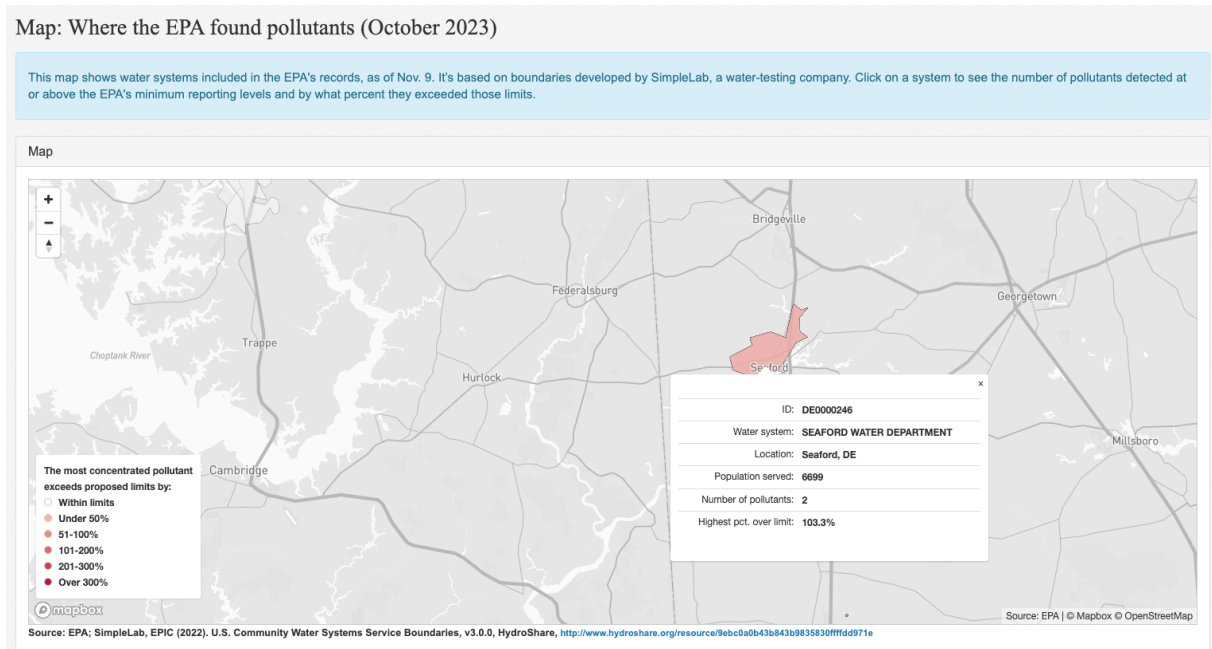 Map: Where the EPA found pollutants (October 2023)
This map shows water systems included in the EPA's records, as of Nov. 9. It's based on boundaries developed by SimpleLab, a water-testing company. Click on a system to see the number of pollutants detected at
or above the EPA's minimum reporting levels and by what percent they exceeded those limits.
Map
+
−
Bridgeville
Federalsburg
Georgetown
Trappe
Choptank River
Seaford
Hurlock
×
ID: DE0000246
Water system: SEAFORD WATER DEPARTMENT
Location: Seaford, DE
Population served: 6699
Number of pollutants: 2
Highest pct. over limit: 103.3%
Millsboro
Cambridge
The most concentrated pollutant
exceeds proposed limits by:
Within limits
Under 50%
51-100%
101-200%
201-300%
Over 300%
mapbox
Source: EPA | © Mapbox © OpenStreetMap
Source: EPA; SimpleLab, EPIC (2022). U.S. Community Water Systems Service Boundaries, v3.0.0, HydroShare, http://www.hydroshare.org/resource/9ebc0a0b43b843b9835830ffffdd971e